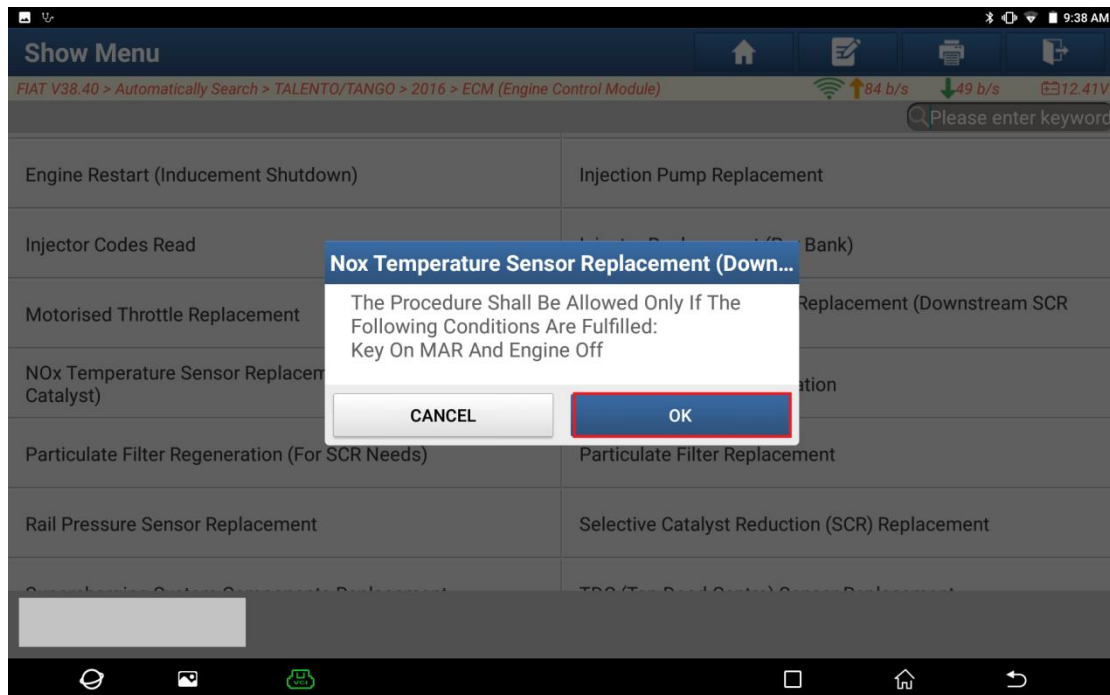 9:38 AM
Show Menu
FIAT V38.40 > Automatically Search > TALENTO/TANGO > 2016 > ECM (Engine Control Module)
84 b/s
49 b/s
12.41V
Please enter keyword
Engine Restart (Inducement Shutdown)
Injection Pump Replacement
Injector Codes Read
Bank)
Nox Temperature Sensor Replacement (Down...
The Procedure Shall Be Allowed Only If The
Following Conditions Are Fulfilled:
Key On MAR And Engine Off
CANCEL
OK
Motorised Throttle Replacement
Replacement (Downstream SCR
NOx Temperature Sensor Replacem
Catalyst)
ation
Particulate Filter Regeneration (For SCR Needs)
Particulate Filter Replacement
Rail Pressure Sensor Replacement
Selective Catalyst Reduction (SCR) Replacement
VCI